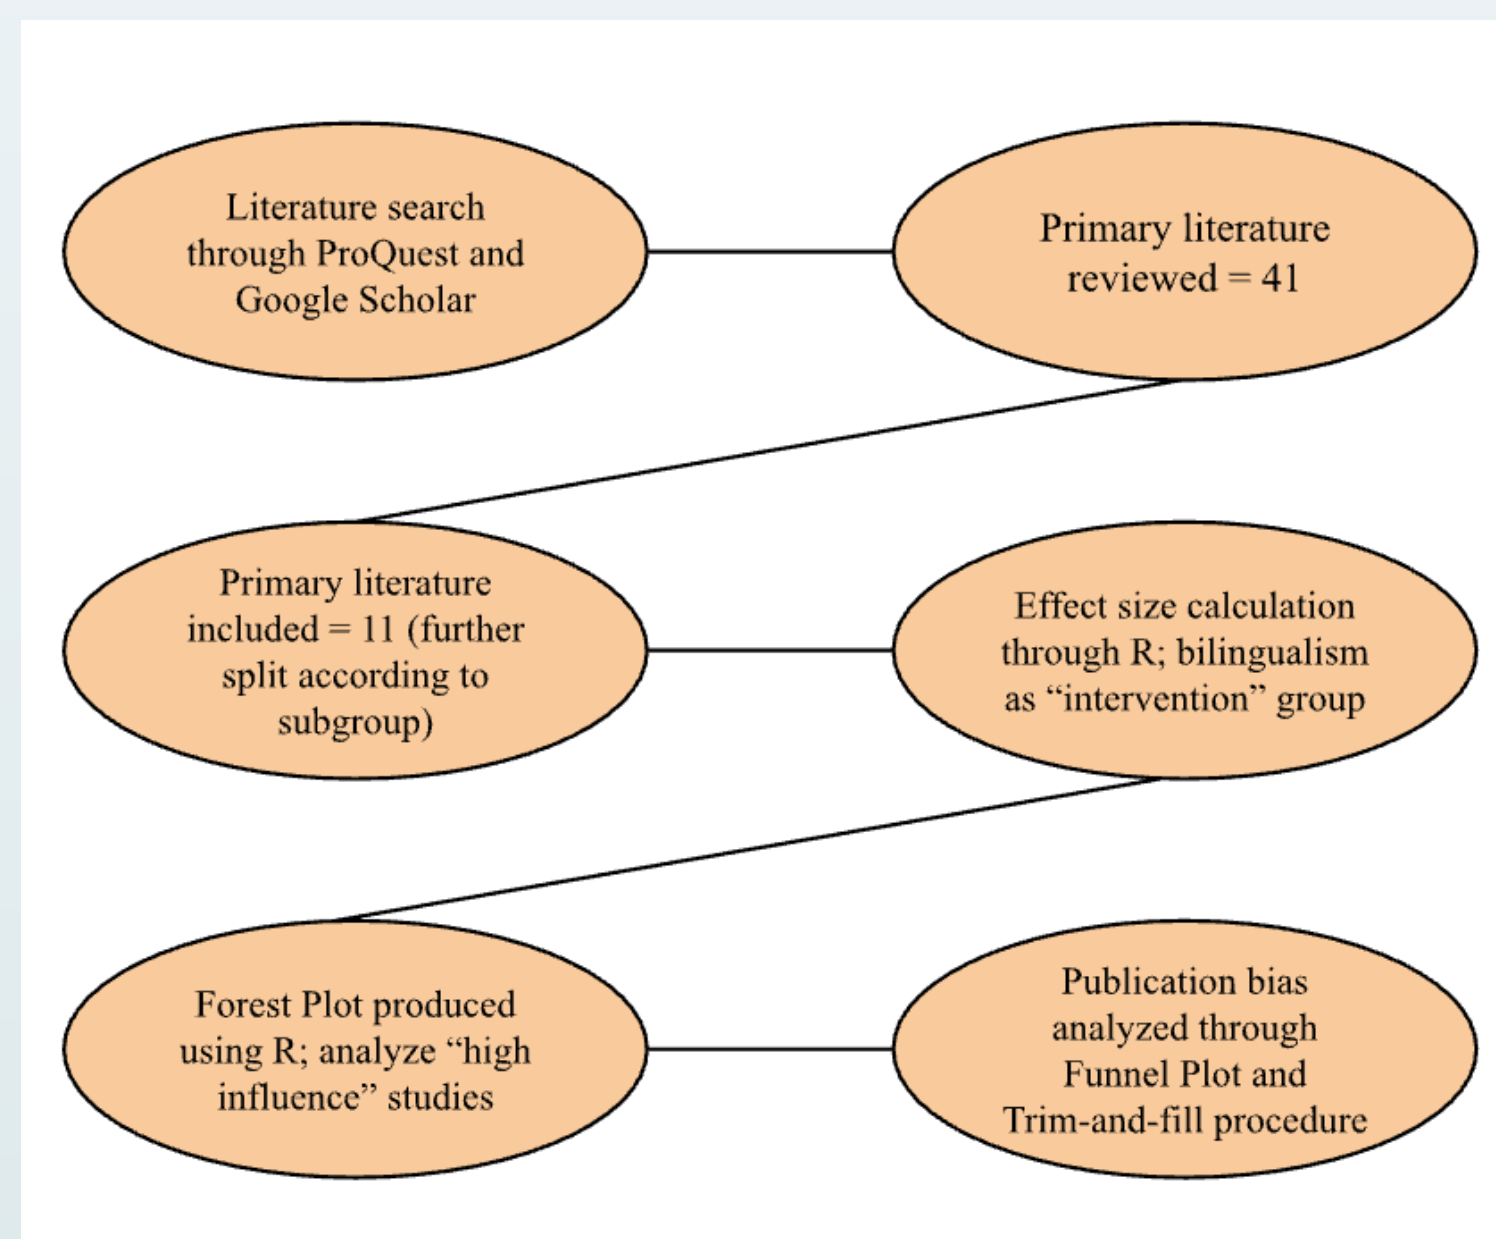 Literature search
through ProQuest and
Google Scholar
Primary literature
reviewed = 41
Primary literature
included = 11 (further
split according to
subgroup)
Effect size calculation
through R; bilingualism
as “intervention” group
Forest Plot produced
using R; analyze “high
influence” studies
Publication bias
analyzed through
Funnel Plot and
Trim-and-fill procedure